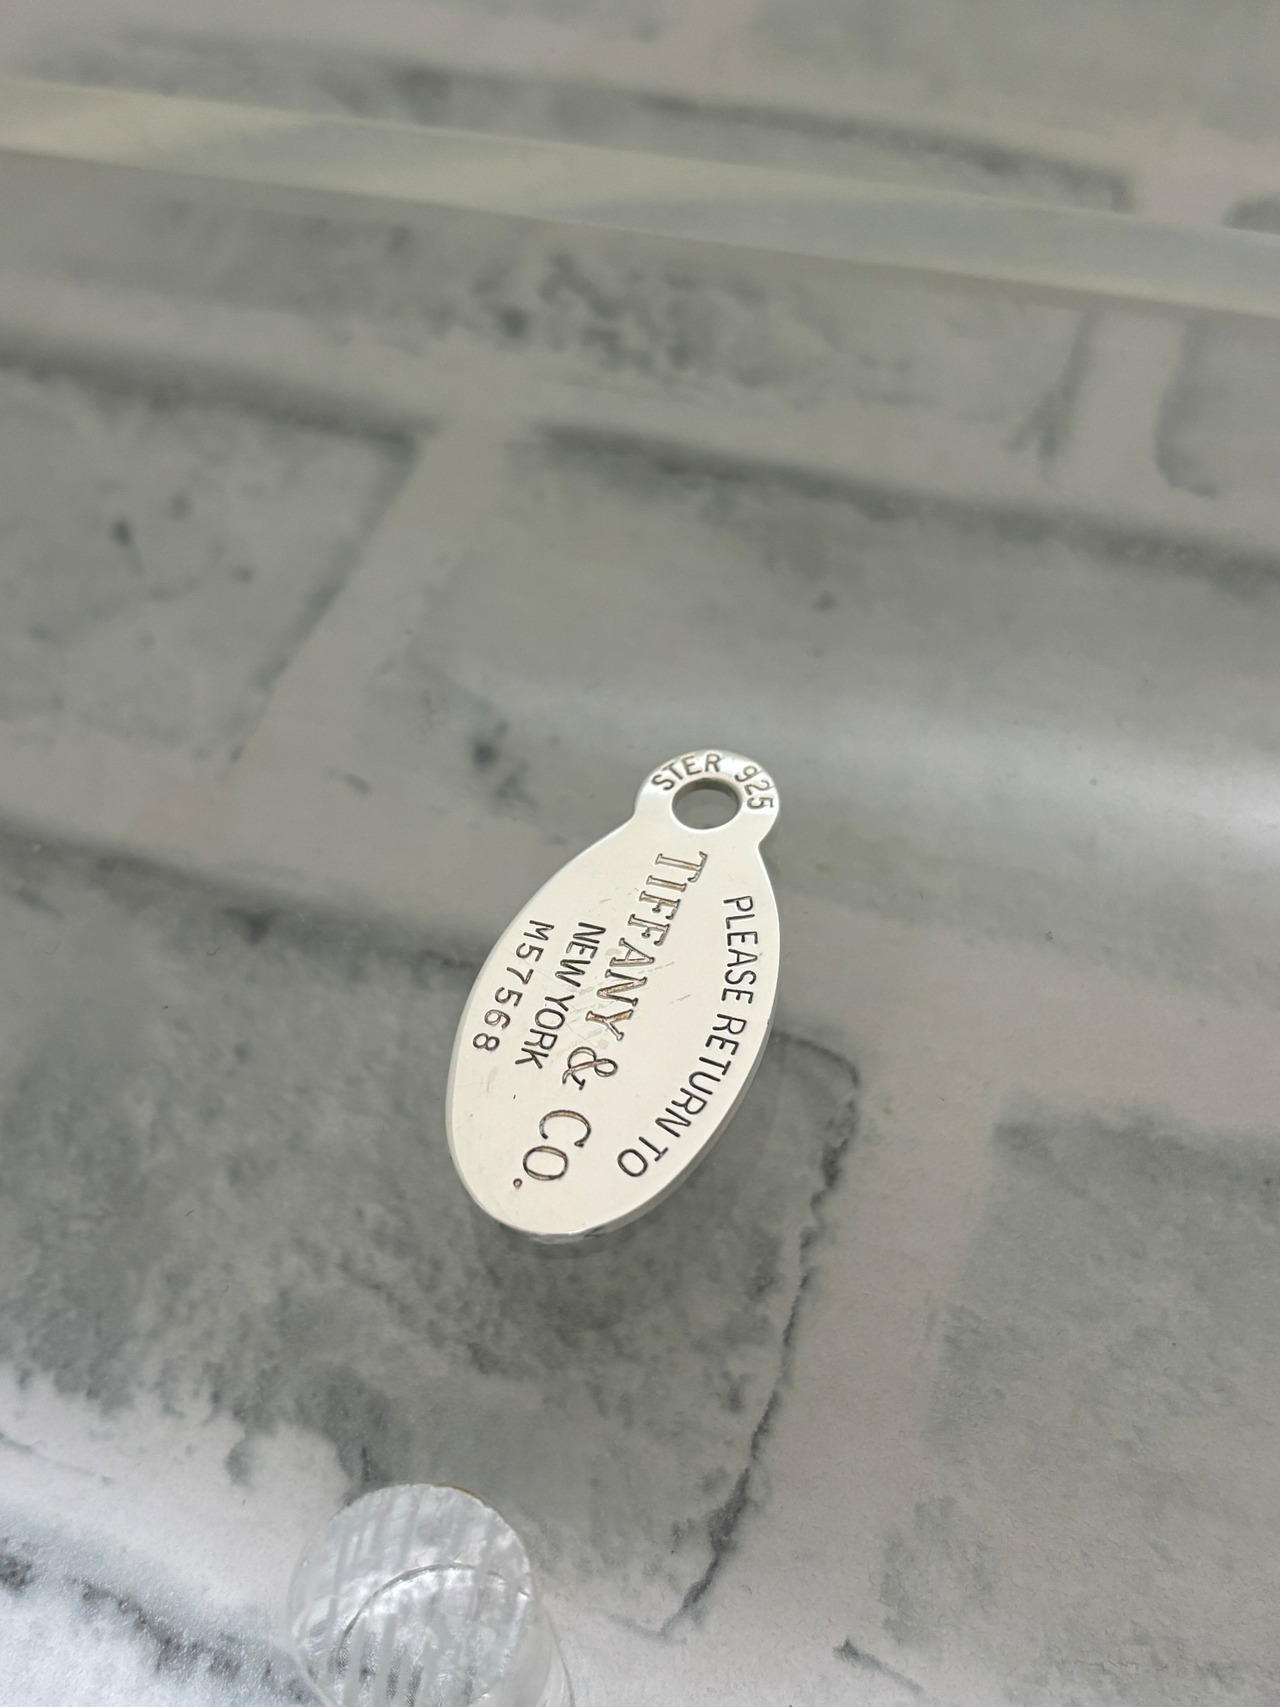 STER 925
PLEASE RETURN TO
TIFFANY & CO.
NEW YORK
M57568